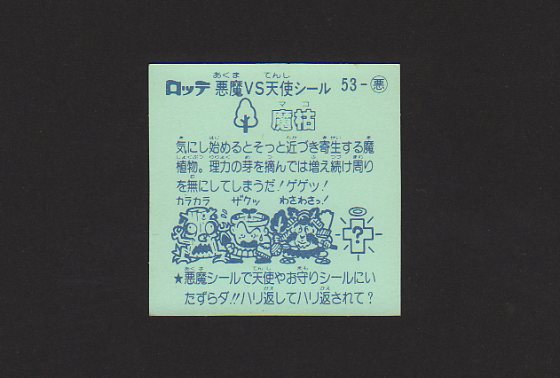 ロッテ 悪魔VS天使シール 53-悪
魔枯
気にし始めるとそっと近づき寄生する魔
植物。理力の芽を摘んでは増え続け周り
を無にしてしまうだ！ゲゲッ！
カラカラ ザクッ わさわさっ！
?
★悪魔シールで天使やお守りシールにい
たずらダ!!ハリ返してハリ返されて？